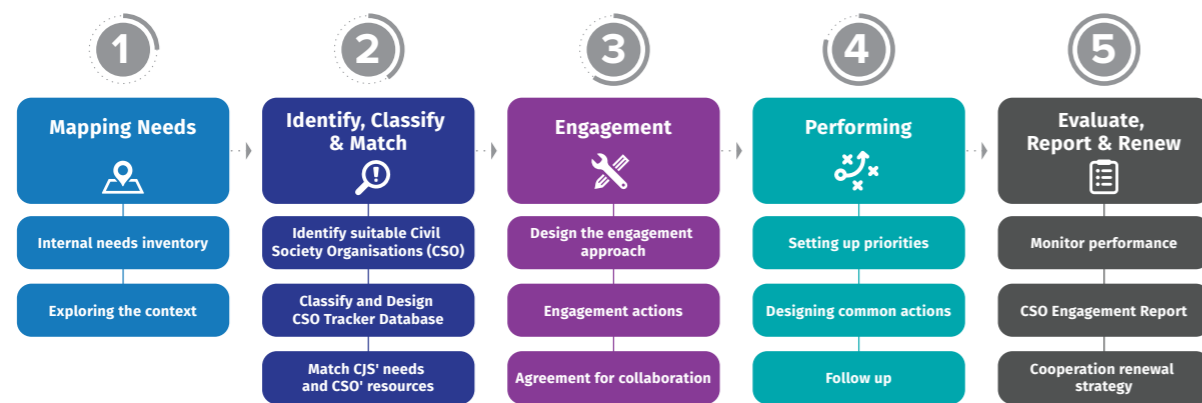 1
2
3
4
5
Mapping Needs
Internal needs inventory
Exploring the context
Identify, Classify
& Match
Identify suitable Civil
Society Organisations (CSO)
Classify and Design
CSO Tracker Database
Match CJS' needs
and CSO' resources
Engagement
Design the engagement
approach
Engagement actions
Agreement for collaboration
Performing
Setting up priorities
Designing common actions
Follow up
Evaluate,
Report & Renew
Monitor performance
CSO Engagement Report
Cooperation renewal
strategy